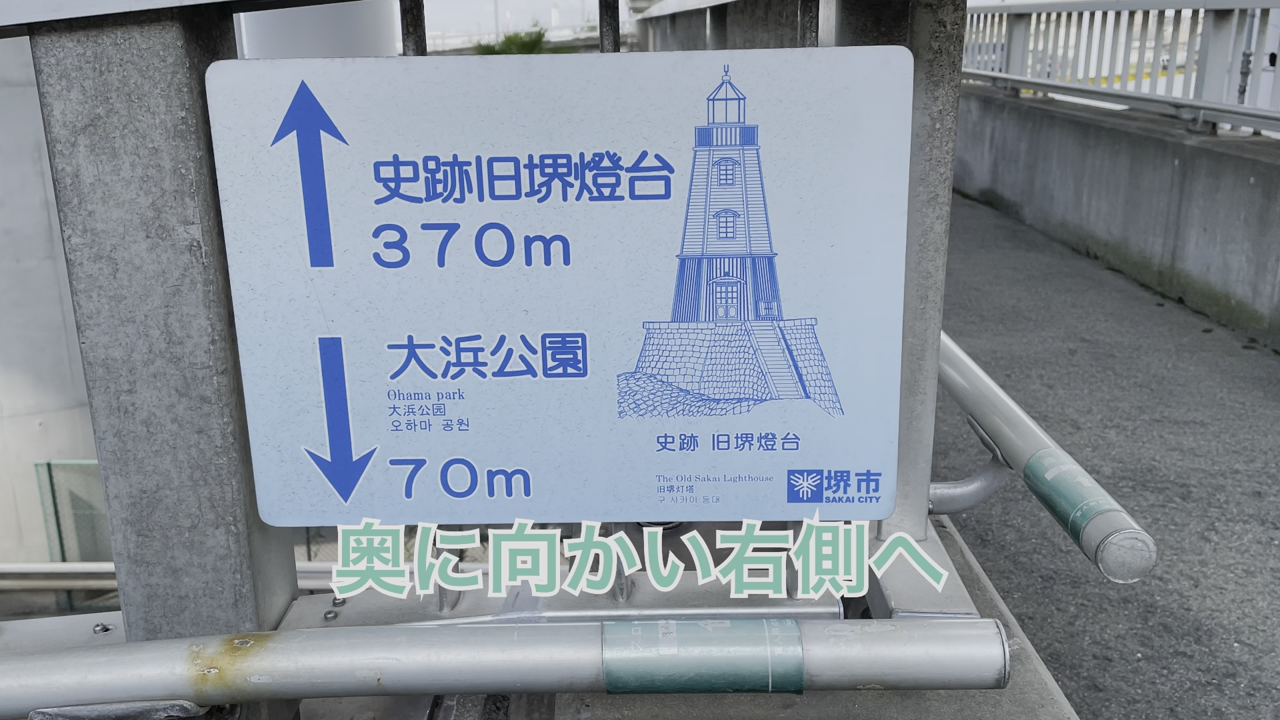 史跡旧堺燈台
370m
大浜公園
Ohama park
大浜公园
오하마 공원
70m
史跡 旧堺燈台
The Old Sakai Lighthouse
旧堺灯塔
구 사카이 등대
堺市
SAKAI CITY
奥に向かい右側へ